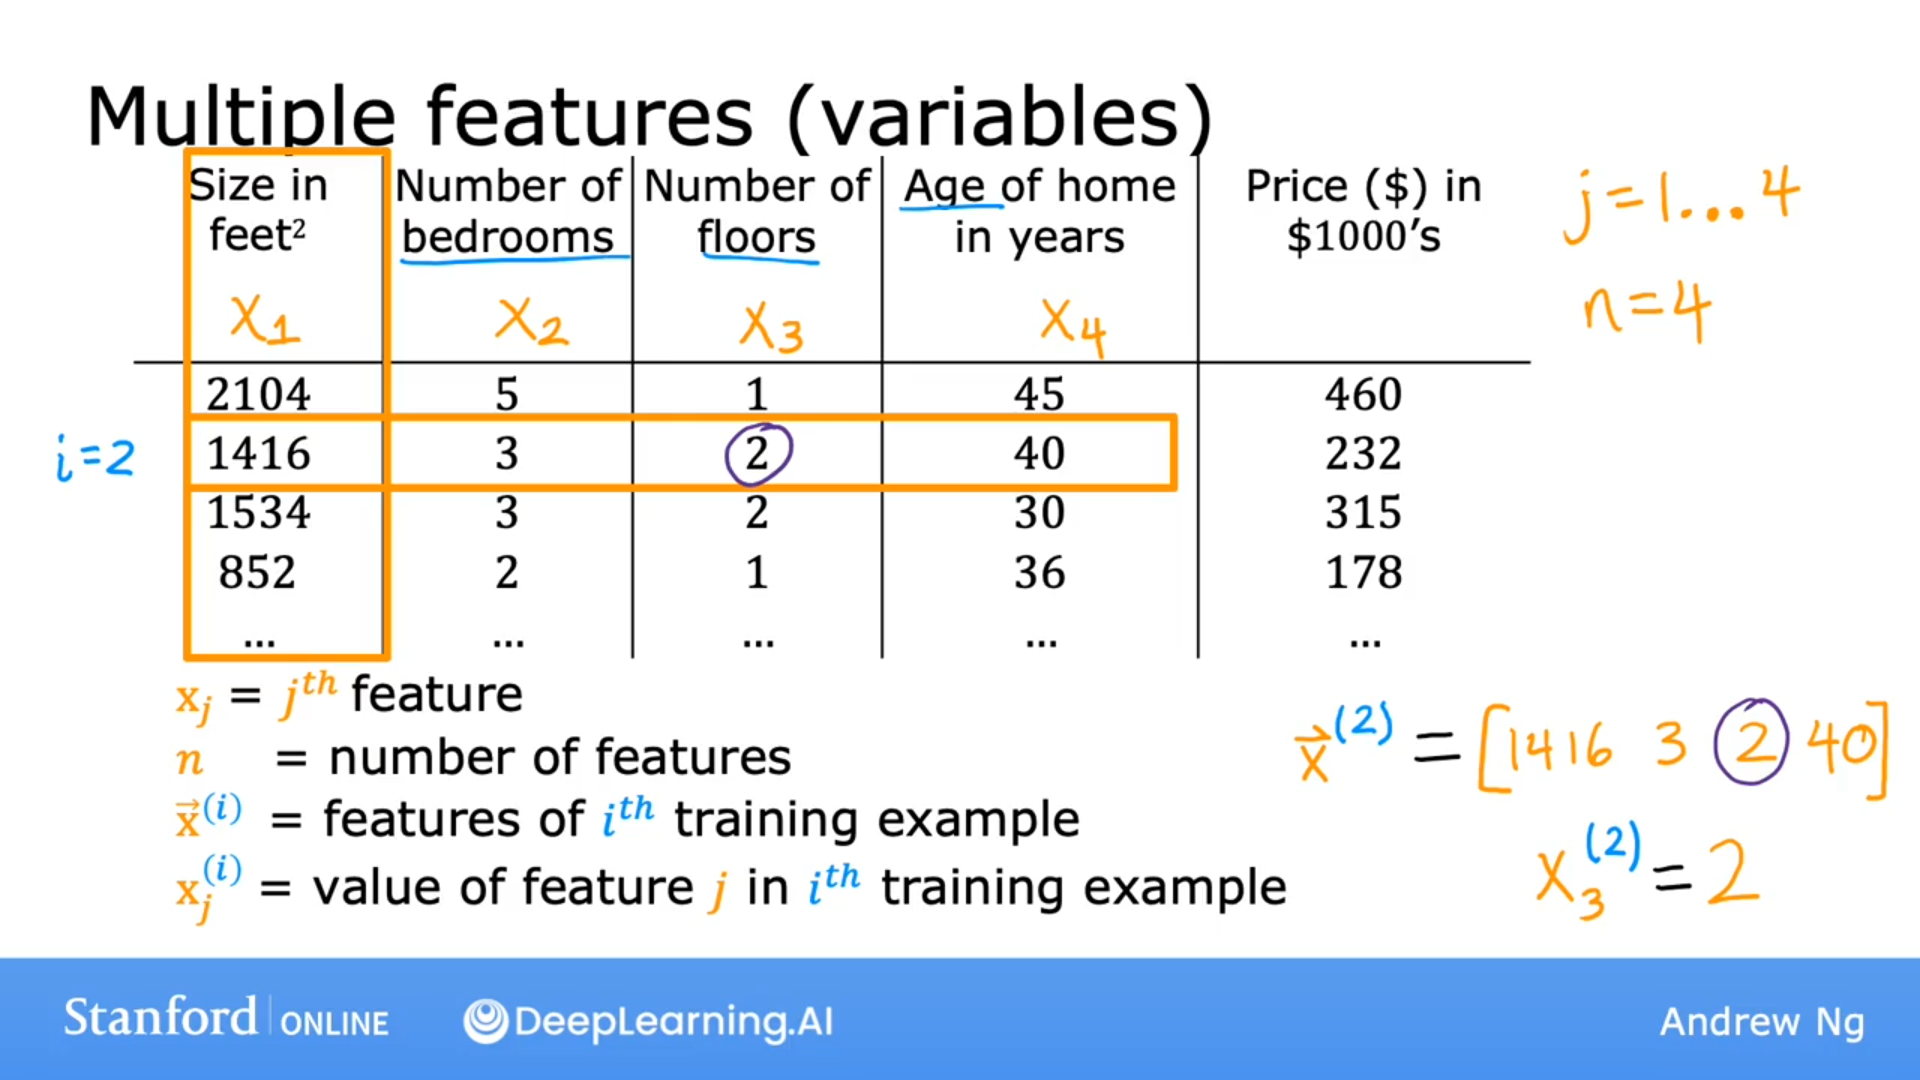 Multiple features (variables)
Size in feet² Number of bedrooms Number of floors Age of home in years Price ($) in $1000’s
j=1...4
X₁ X₂ X₃ X₄
n=4
2104 5 1 45 460
i=2 1416 3 2 40 232
1534 3 2 30 315
852 2 1 36 178
... ... ... ... ...
xⱼ = jᵗʰ feature
n = number of features
x⃗⁽²⁾ = [1416 3 2 40]
x⃗⁽ⁱ⁾ = features of iᵗʰ training example
xⱼ⁽ⁱ⁾ = value of feature j in iᵗʰ training example
X₃⁽²⁾ = 2
Stanford ONLINE DeepLearning.AI Andrew Ng